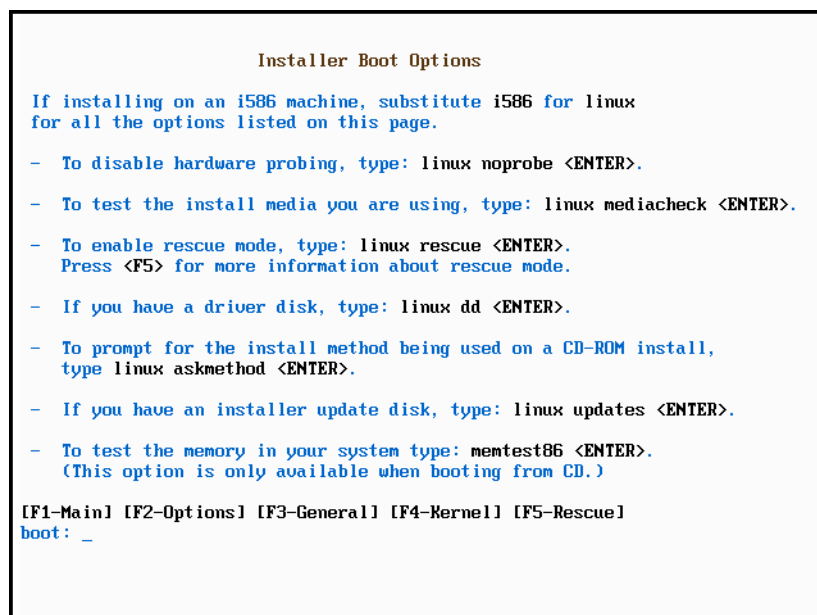 Installer Boot Options
If installing on an i586 machine, substitute i586 for linux
for all the options listed on this page.
- To disable hardware probing, type: linux noprobe <ENTER>.
- To test the install media you are using, type: linux mediacheck <ENTER>.
- To enable rescue mode, type: linux rescue <ENTER>.
Press <F5> for more information about rescue mode.
- If you have a driver disk, type: linux dd <ENTER>.
- To prompt for the install method being used on a CD-ROM install,
type linux askmethod <ENTER>.
- If you have an installer update disk, type: linux updates <ENTER>.
- To test the memory in your system type: memtest86 <ENTER>.
(This option is only available when booting from CD.)
[F1-Main] [F2-Options] [F3-General] [F4-Kernel] [F5-Rescue]
boot: _